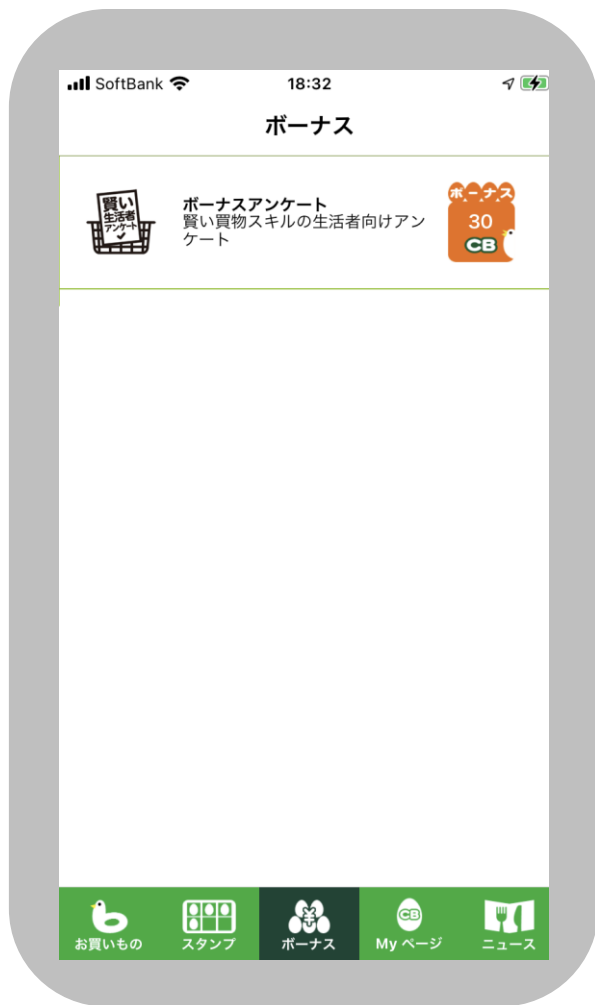 SoftBank 18:32
ボーナス
賢い
生活者
アンケート
ボーナスアンケート
賢い買物スキルの生活者向けアン
ケート
ボーナス
30
CB
お買いもの
スタンプ
ボーナス
CB
My ページ
ニュース